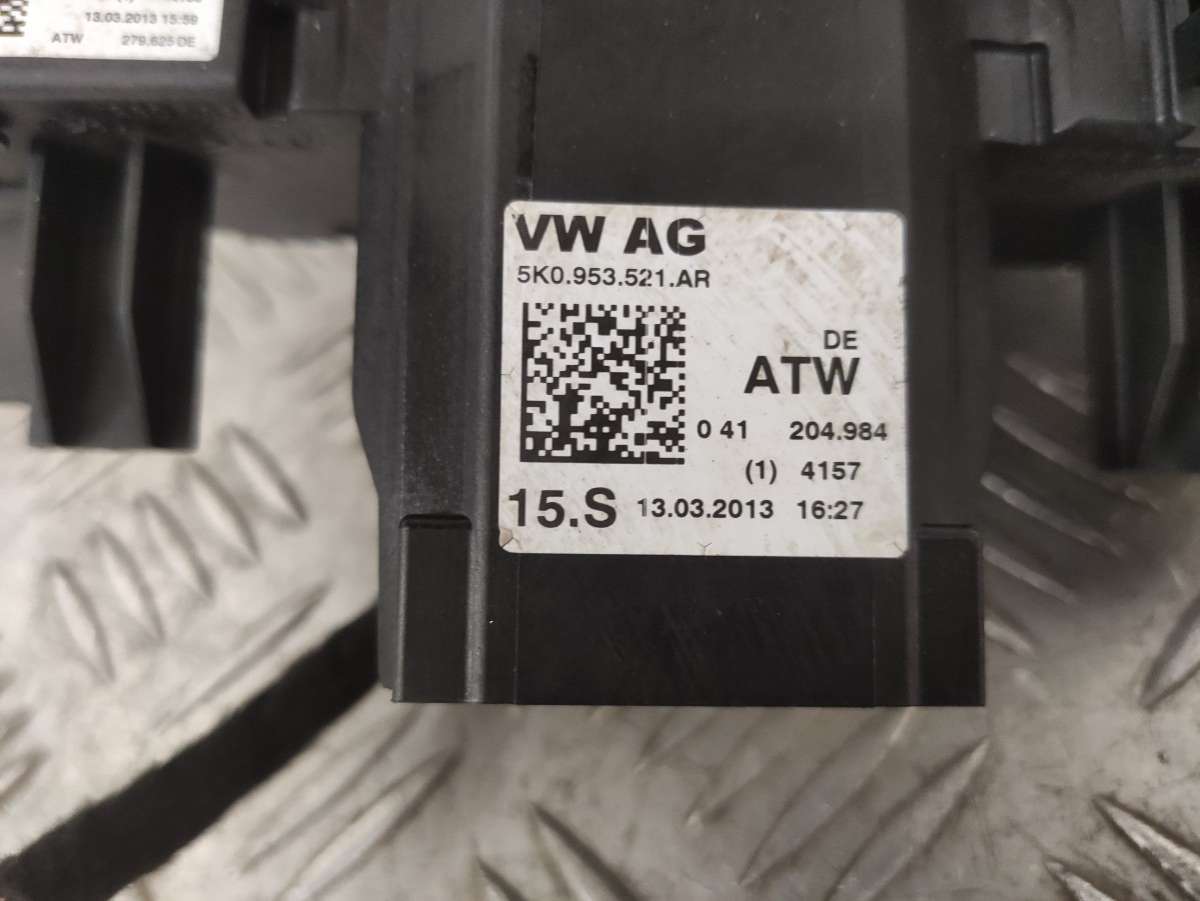 13.03.2013 15:59
ATW 279.625 DE
VW AG
5K0.953.521.AR
DE
ATW
0 41 204.984
(1) 4157
15.S 13.03.2013 16:27